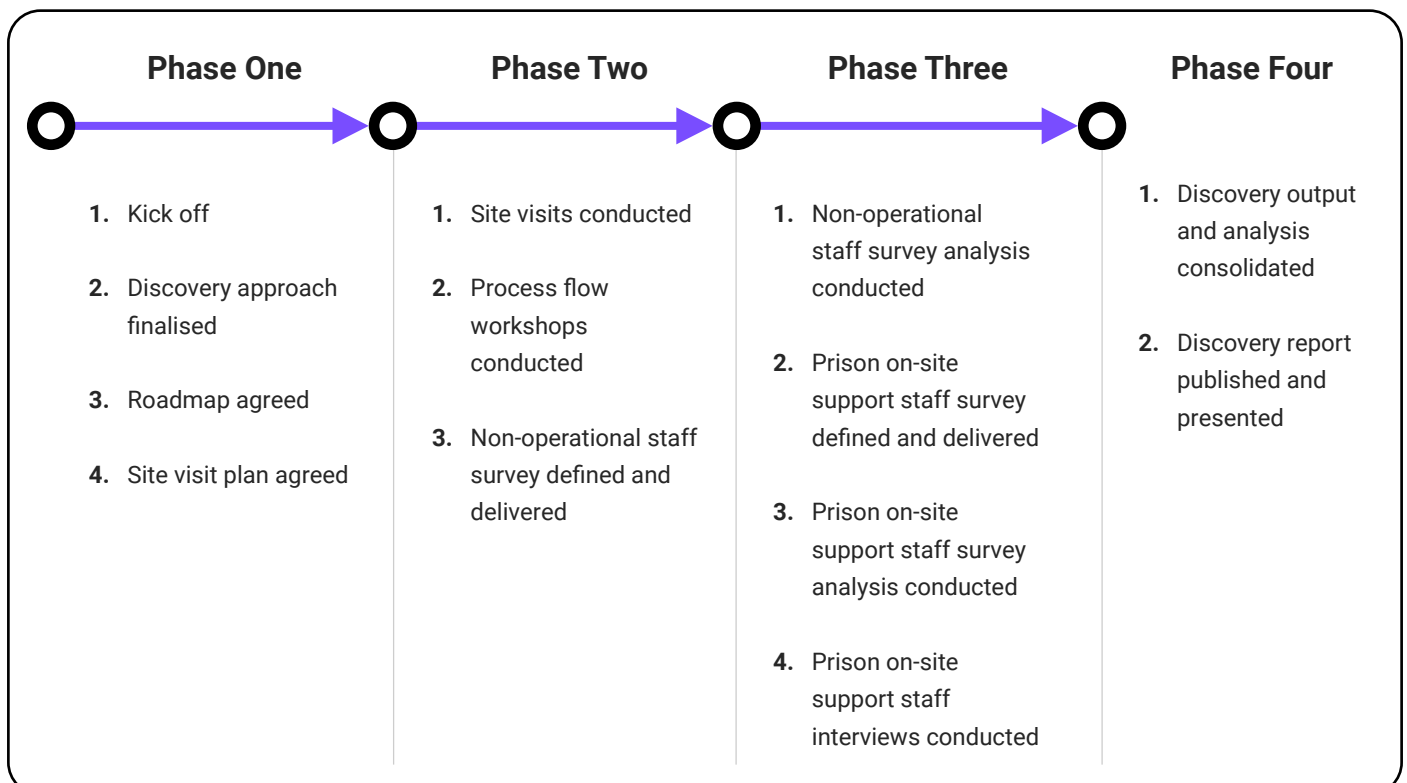 Phase One
1. Kick off
2. Discovery approach
finalised
3. Roadmap agreed
4. Site visit plan agreed
Phase Two
1. Site visits conducted
2. Process flow
workshops
conducted
3. Non-operational staff
survey defined and
delivered
Phase Three
1. Non-operational
staff survey analysis
conducted
2. Prison on-site
support staff survey
defined and delivered
3. Prison on-site
support staff survey
analysis conducted
4. Prison on-site
support staff
interviews conducted
Phase Four
1. Discovery output
and analysis
consolidated
2. Discovery report
published and
presented